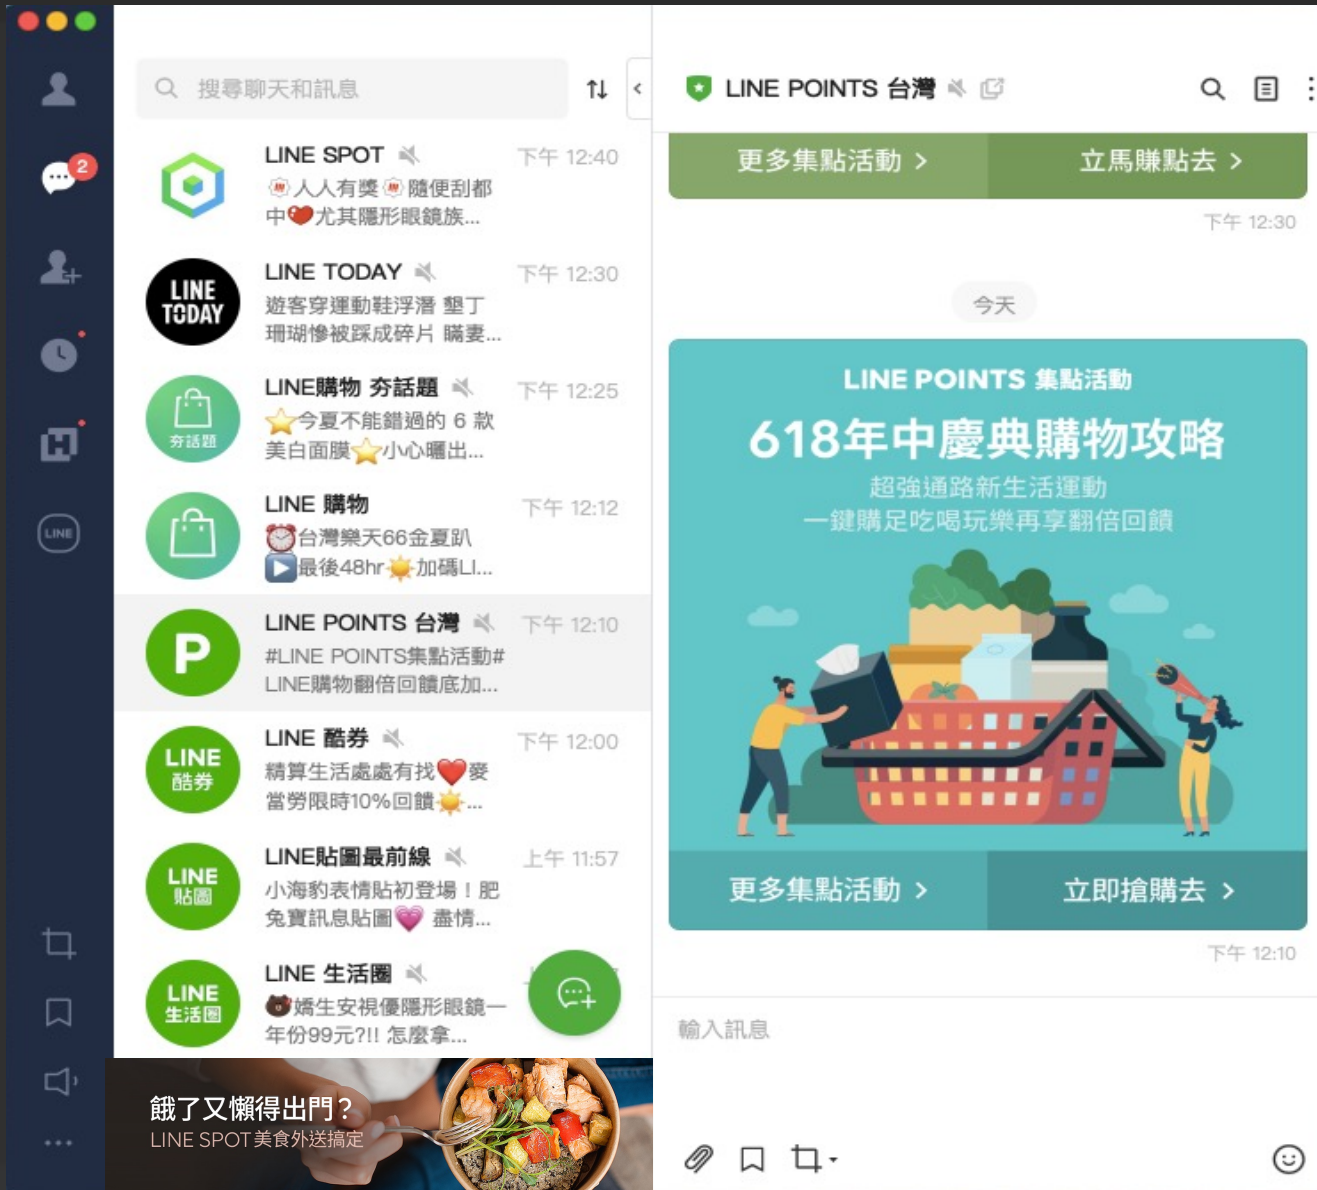 2
LINE
搜尋聊天和訊息
LINE SPOT
下午 12:40
人人有獎 隨便刮都
中❤️尤其隱形眼鏡族...
LINE TODAY
LINE TODAY
下午 12:30
遊客穿運動鞋浮潛 墾丁
珊瑚慘被踩成碎片 瞞妻...
夯話題
LINE購物 夯話題
下午 12:25
⭐今夏不能錯過的 6 款
美白面膜⭐小心曬出...
LINE 購物
下午 12:12
⏰台灣樂天66金夏趴
▶️最後48hr☀️加碼LI...
P
LINE POINTS 台灣
下午 12:10
#LINE POINTS集點活動#
LINE購物翻倍回饋底加...
LINE
酷券
LINE 酷券
下午 12:00
精算生活處處有找❤️麥
當勞限時10%回饋☀️...
LINE
貼圖
LINE貼圖最前線
上午 11:57
小海豹表情貼初登場！肥
兔寶訊息貼圖💗 盡情...
LINE
生活圈
LINE 生活圈
嬌生安視優隱形眼鏡一
年份99元?!! 怎麼拿...
餓了又懶得出門？
LINE SPOT美食外送搞定
LINE POINTS 台灣
更多集點活動 >
立馬賺點去 >
下午 12:30
今天
LINE POINTS 集點活動
618年中慶典購物攻略
超強通路新生活運動
一鍵購足吃喝玩樂再享翻倍回饋
更多集點活動 >
立即搶購去 >
下午 12:10
輸入訊息